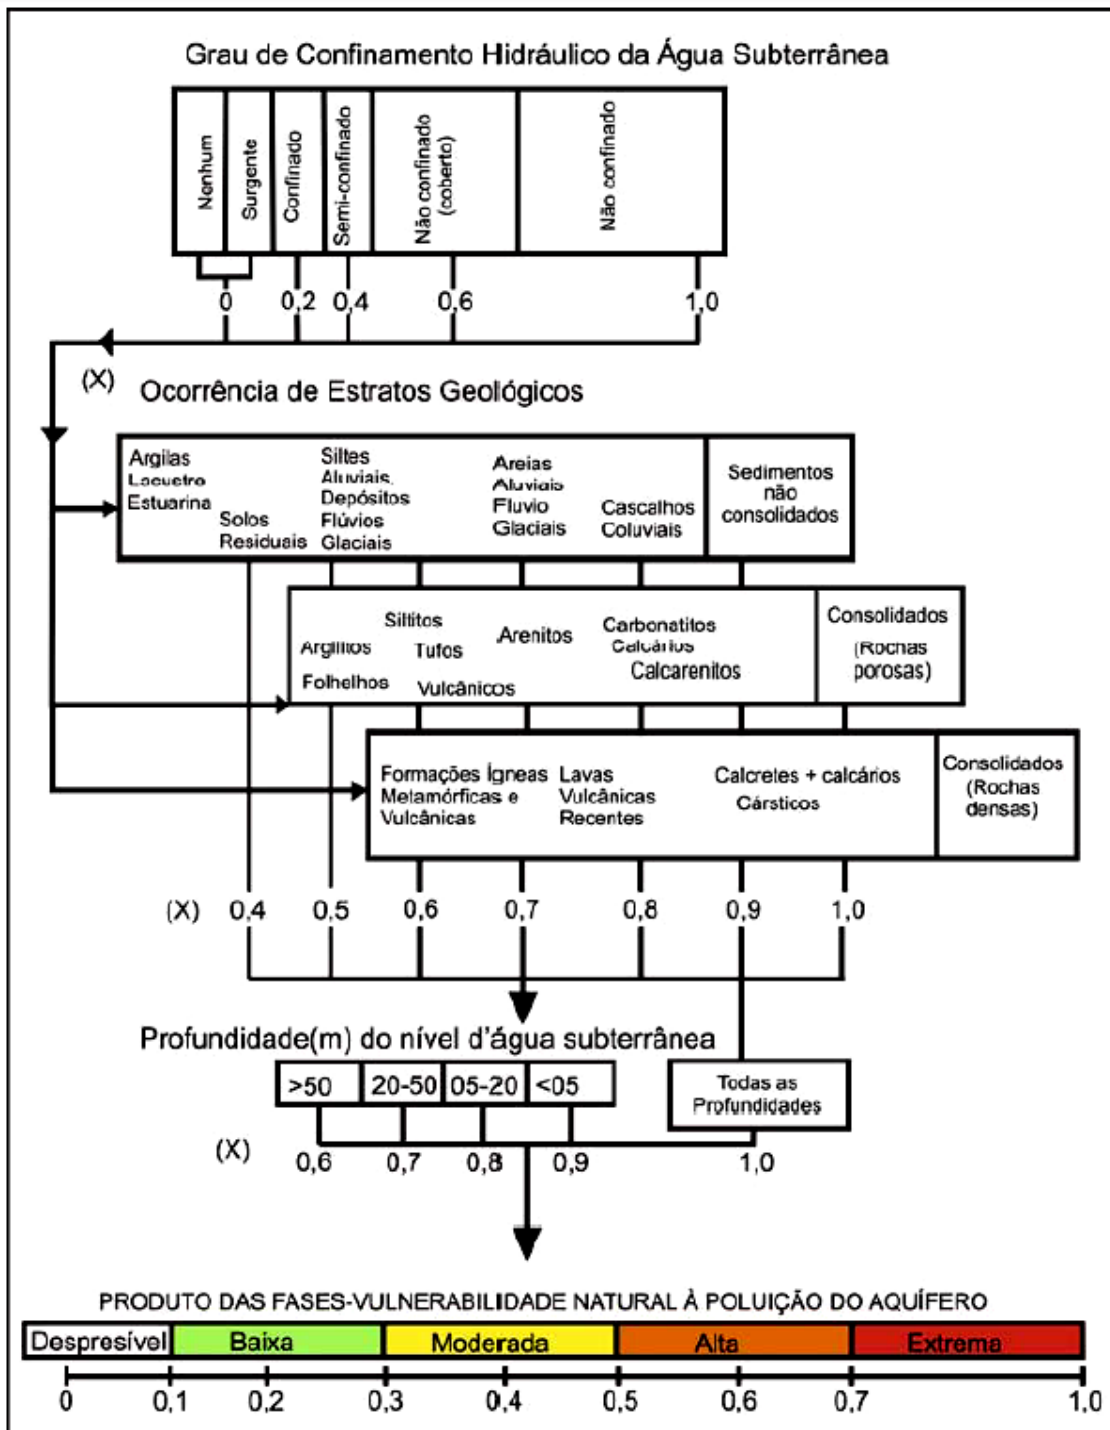 Grau de Confinamento Hidráulico da Água Subterrânea
Nenhum
Surgente
Confinado
Semi-confinado
Não confinado
(coberto)
Não confinado
0
0,2
0,4
0,6
1,0
(X)
Ocorrência de Estratos Geológicos
Argilas
Lacustro
Estuarina
Solos
Residuais
Siltes
Aluviais,
Depósitos
Flúvios
Glaciais
Areias
Aluviais
Fluvio
Glaciais
Cascalhos
Coluviais
Sedimentos
não
consolidados
Argilitos
Folhelhos
Siltitos
Tufos
Vulcânicos
Arenitos
Carbonatitos
Calcários
Calcarenitos
Consolidados
(Rochas
porosas)
Formações Ígneas
Metamórficas e
Vulcânicas
Lavas
Vulcânicas
Recentes
Calcretes + calcários
Cársticos
Consolidados
(Rochas
densas)
(X) 0,4 0,5 0,6 0,7 0,8 0,9 1,0
Profundidade(m) do nível d'água subterrânea
>50 20-50 05-20 <05
Todas as
Profundidades
(X)
0,6 0,7 0,8 0,9 1,0
PRODUTO DAS FASES-VULNERABILIDADE NATURAL À POLUIÇÃO DO AQUÍFERO
Despresível Baixa Moderada Alta Extrema
0 0,1 0,2 0,3 0,4 0,5 0,6 0,7 1,0